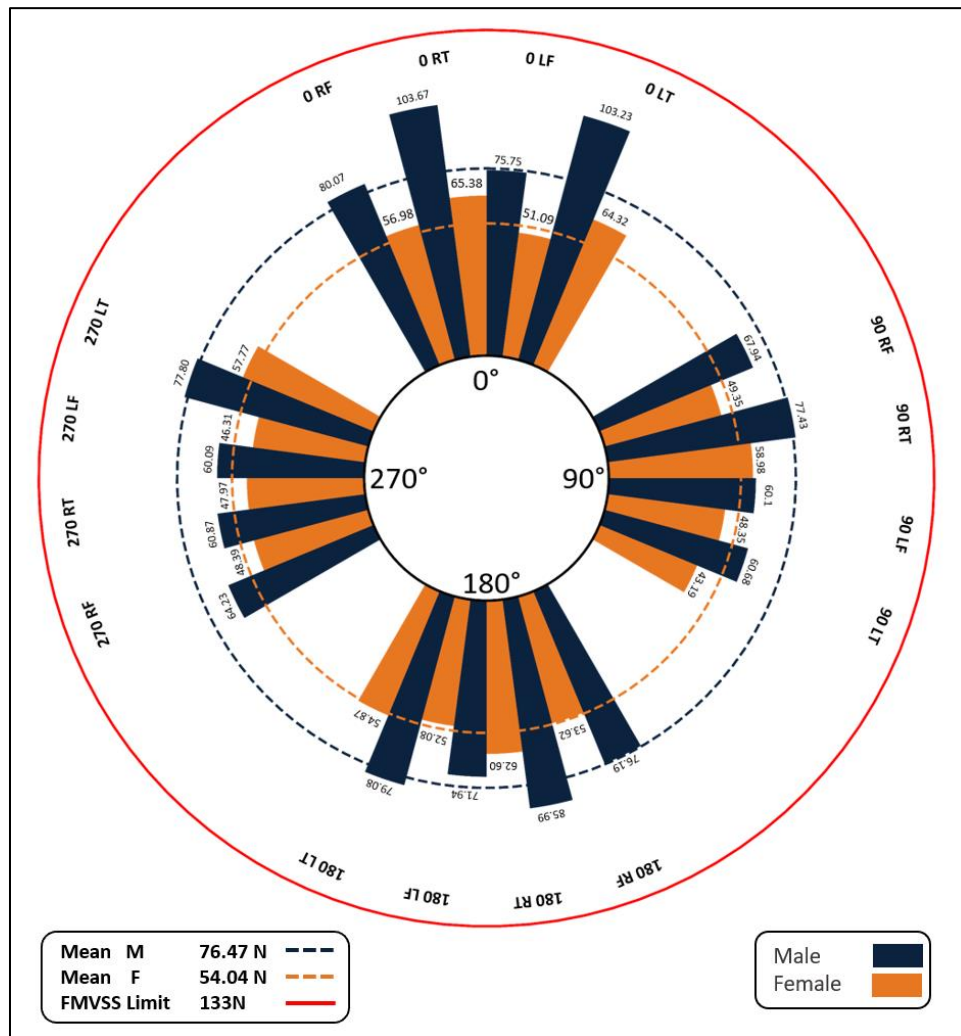 0 RF
0 RT
0 LF
0 LT
80.07
56.98
103.67
65.38
75.75
51.09
103.23
64.32
90 RF
90 RT
90 LF
90 LT
67.94
49.35
77.43
58.98
60.1
48.35
60.68
43.19
180 RF
180 RT
180 LF
180 LT
76.19
53.62
85.99
62.60
71.94
52.08
79.08
54.87
270 RF
270 RT
270 LF
270 LT
64.23
48.39
60.87
47.97
60.09
46.31
77.80
57.77
0°
90°
180°
270°
Mean M 76.47 N
Mean F 54.04 N
FMVSS Limit 133N
Male
Female